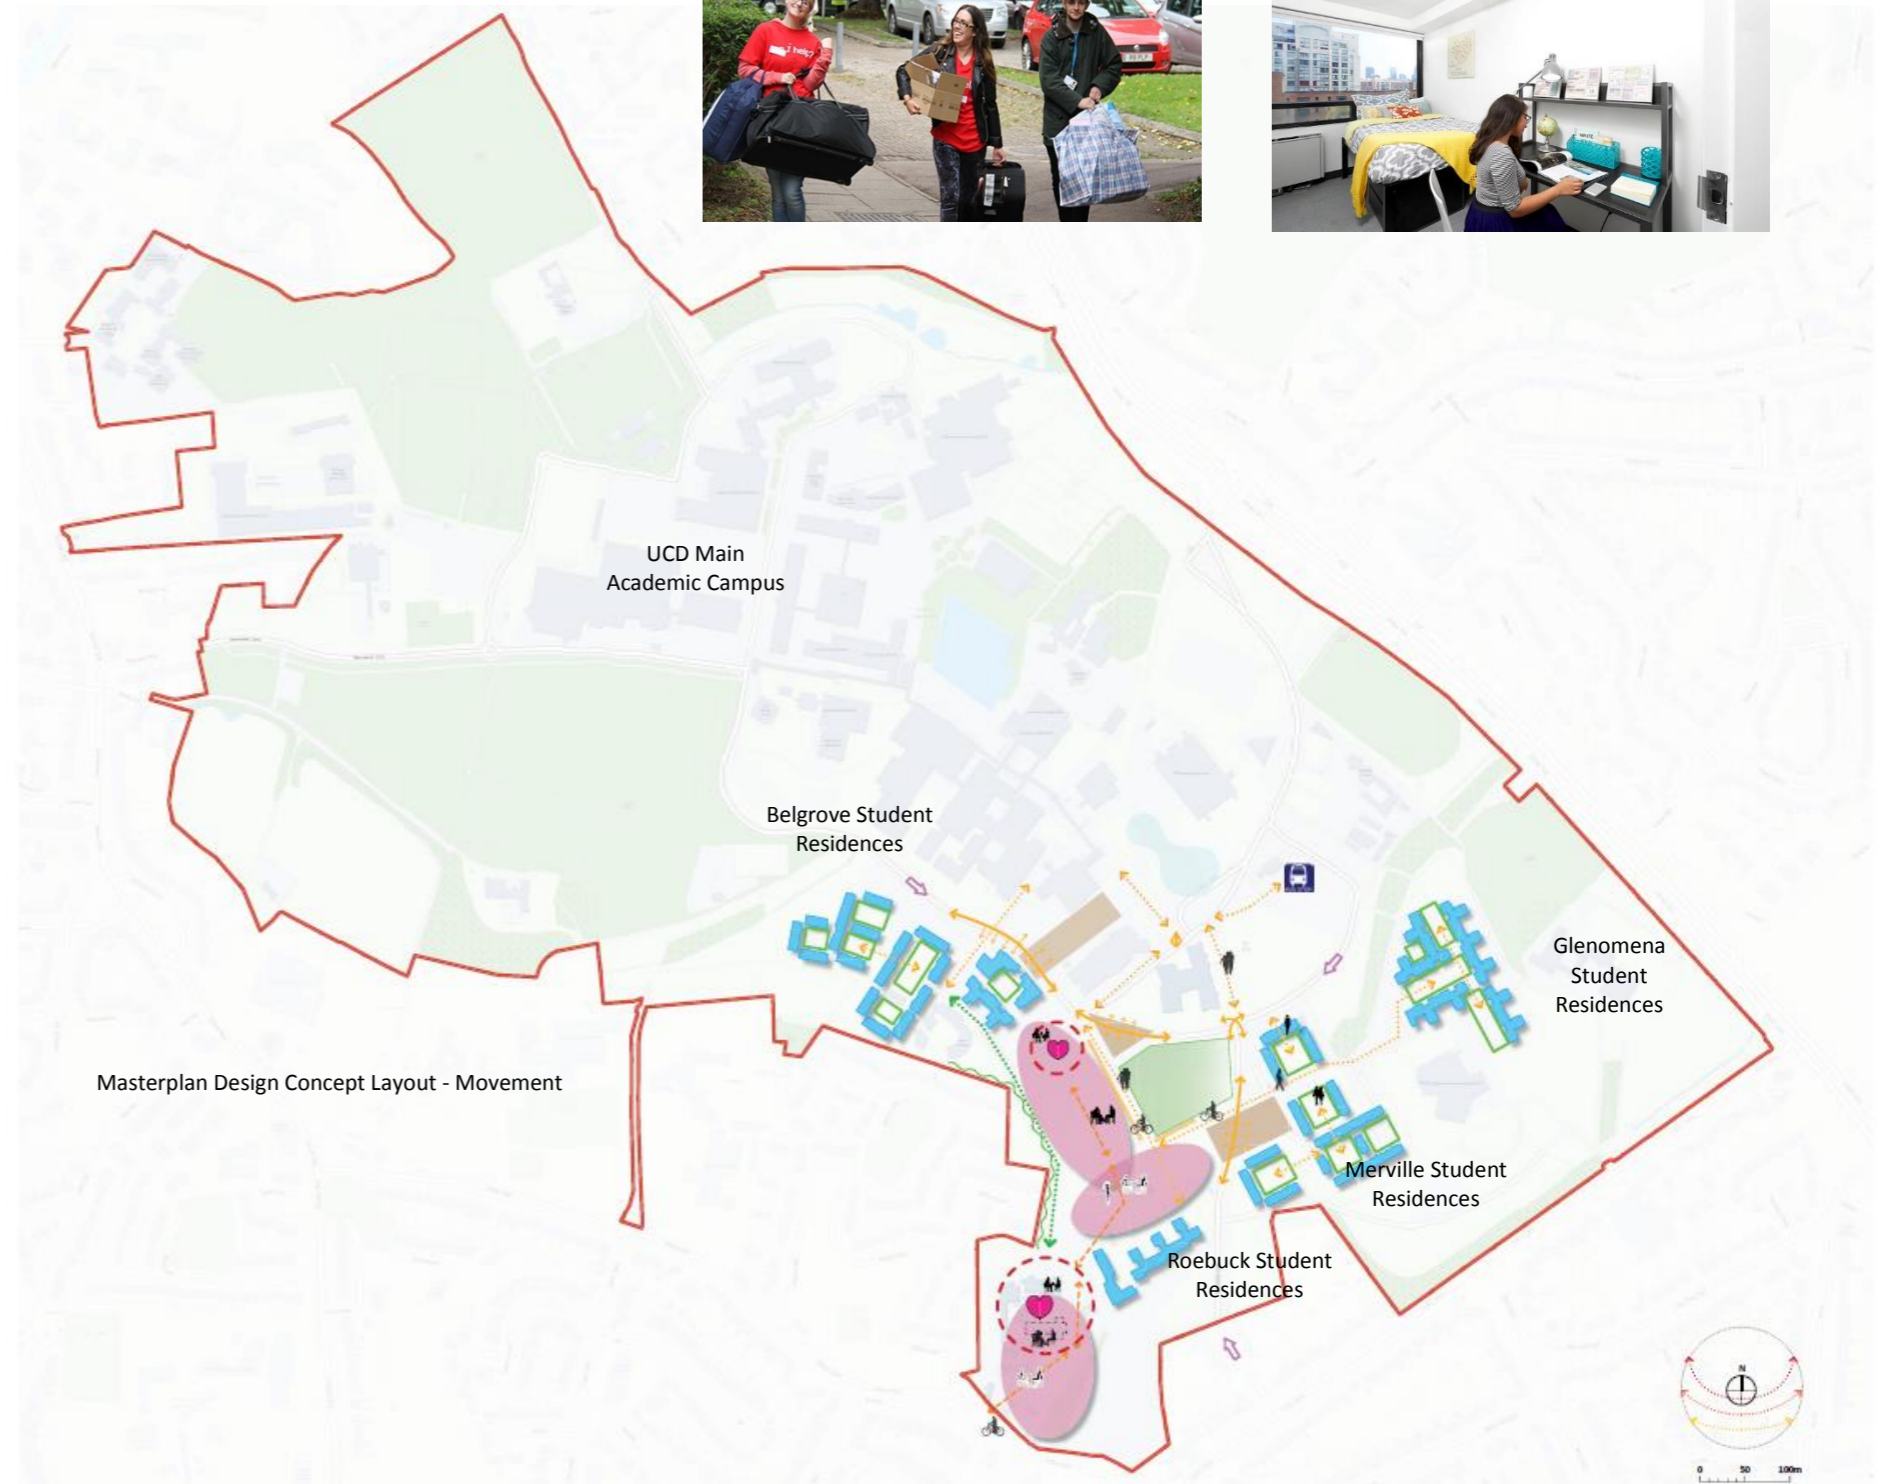 i help?
UCD Main
Academic Campus
Belgrove Student
Residences
Glenomena
Student
Residences
Masterplan Design Concept Layout - Movement
Merville Student
Residences
Roebuck Student
Residences
N
0 50 100m